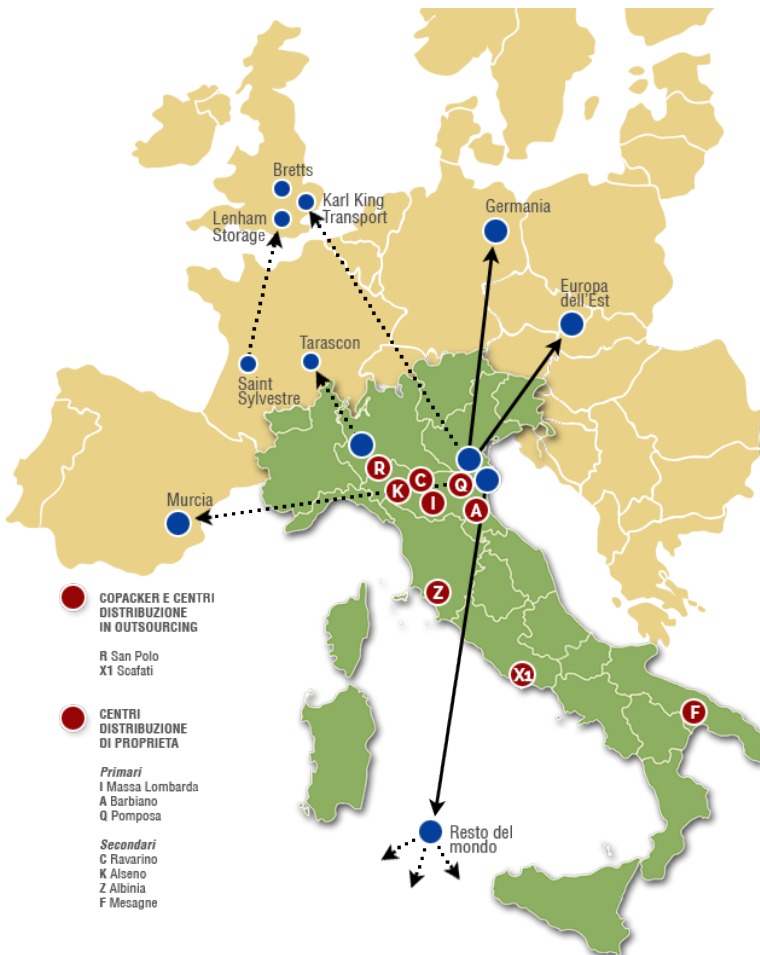 Bretts
Karl King
Transport
Lenham
Storage
Germania
Europa
dell'Est
Tarascon
Saint
Sylvestre
R
C
Q
K
I
A
Murcia
Z
X1
F
COPACKER E CENTRI
DISTRIBUZIONE
IN OUTSOURCING
R San Polo
X1 Scafati
CENTRI
DISTRIBUZIONE
DI PROPRIETA
Primari
I Massa Lombarda
A Barbiano
Q Pomposa
Secondari
C Ravarino
K Alseno
Z Albinia
F Mesagne
Resto del
mondo